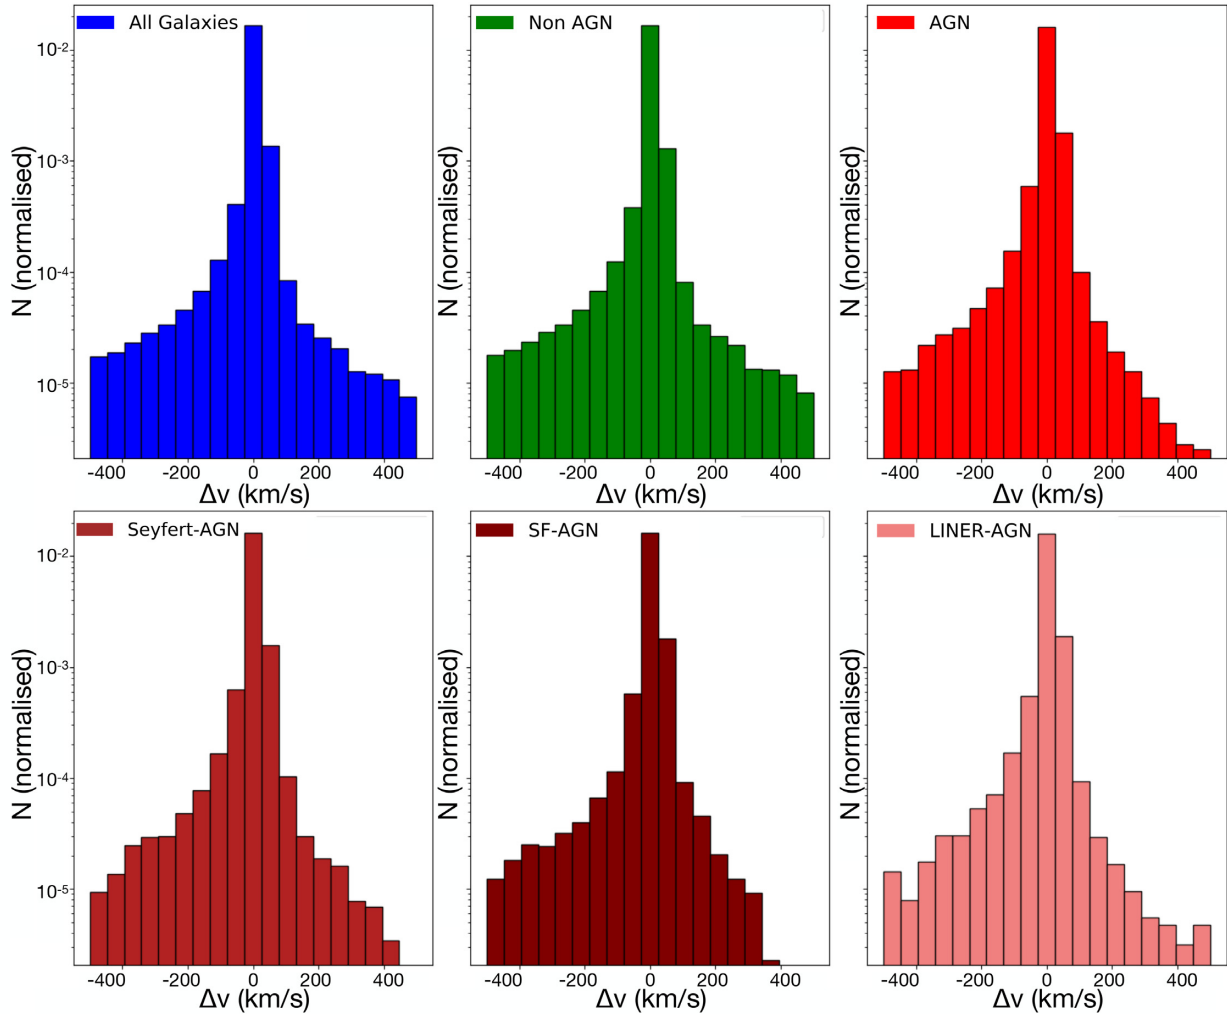 All Galaxies
Non AGN
AGN
10⁻²
10⁻³
10⁻⁴
10⁻⁵
N (normalised)
N (normalised)
N (normalised)
-400 -200 0 200 400
-400 -200 0 200 400
-400 -200 0 200 400
Δv (km/s)
Δv (km/s)
Δv (km/s)
Seyfert-AGN
SF-AGN
LINER-AGN
10⁻²
10⁻³
10⁻⁴
10⁻⁵
N (normalised)
N (normalised)
N (normalised)
-400 -200 0 200 400
-400 -200 0 200 400
-400 -200 0 200 400
Δv (km/s)
Δv (km/s)
Δv (km/s)